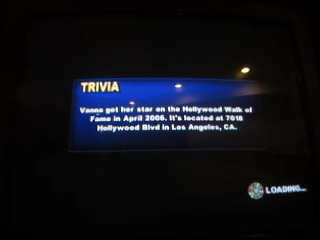 TRIVIA
Vanna got her star on the Hollywood Walk of
Fame in April 2006. It's located at 7018
Hollywood Blvd in Los Angeles, CA.
LOADING...